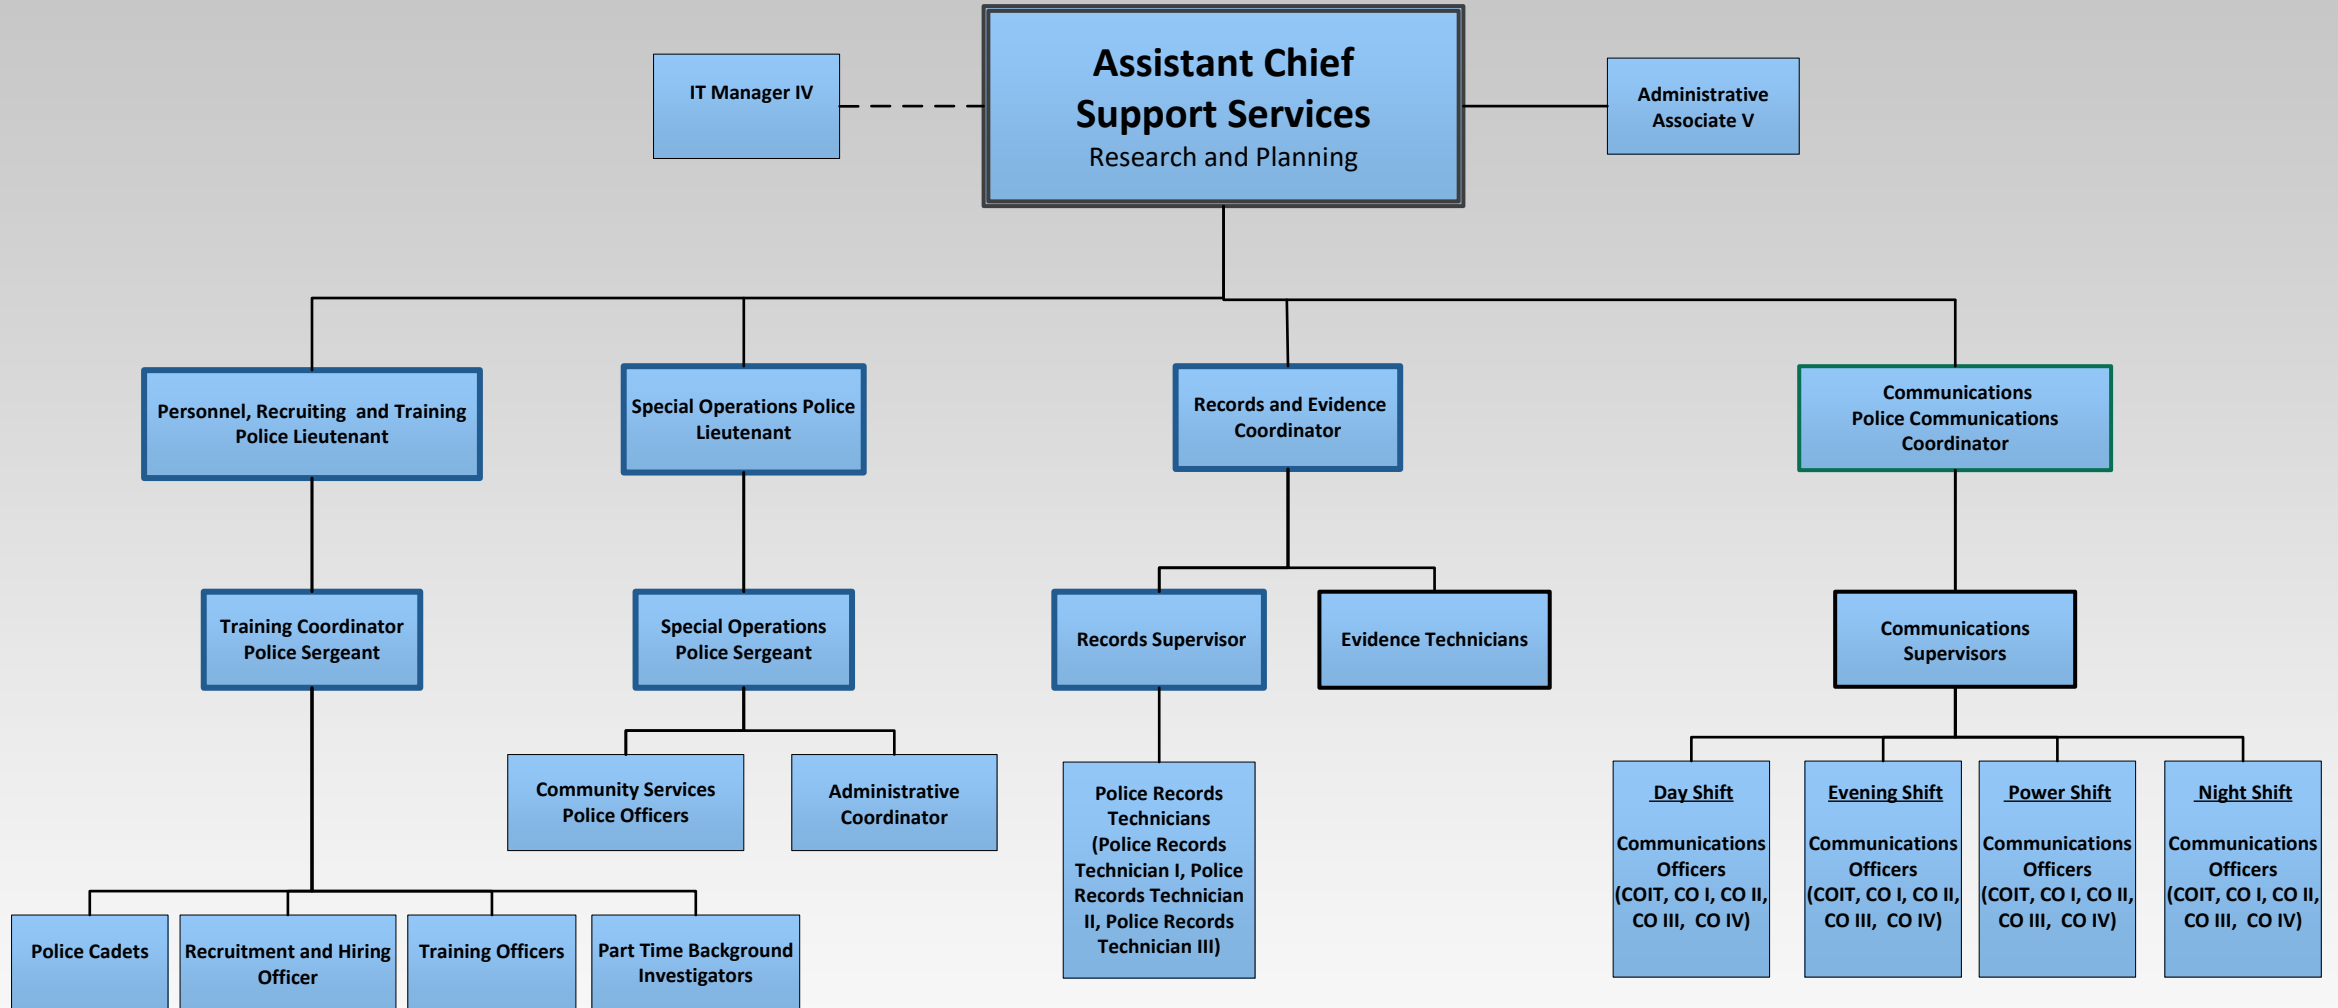 IT Manager IV
Assistant Chief
Support Services
Research and Planning
Administrative
Associate V
Personnel, Recruiting  and Training
Police Lieutenant
Special Operations Police
Lieutenant
Records and Evidence
Coordinator
Communications
Police Communications
Coordinator
Training Coordinator
Police Sergeant
Special Operations
Police Sergeant
Records Supervisor
Evidence Technicians
Communications
Supervisors
Community Services
Police Officers
Administrative
Coordinator
Police Records
Technicians
(Police Records
Technician I, Police
Records Technician
II, Police Records
Technician III)
Day Shift
Communications
Officers
(COIT, CO I, CO II,
CO III,  CO IV)
Evening Shift
Communications
Officers
(COIT, CO I, CO II,
CO III,  CO IV)
Power Shift
Communications
Officers
(COIT, CO I, CO II,
CO III,  CO IV)
Night Shift
Communications
Officers
(COIT, CO I, CO II,
CO III,  CO IV)
Police Cadets
Recruitment and Hiring
Officer
Training Officers
Part Time Background
Investigators